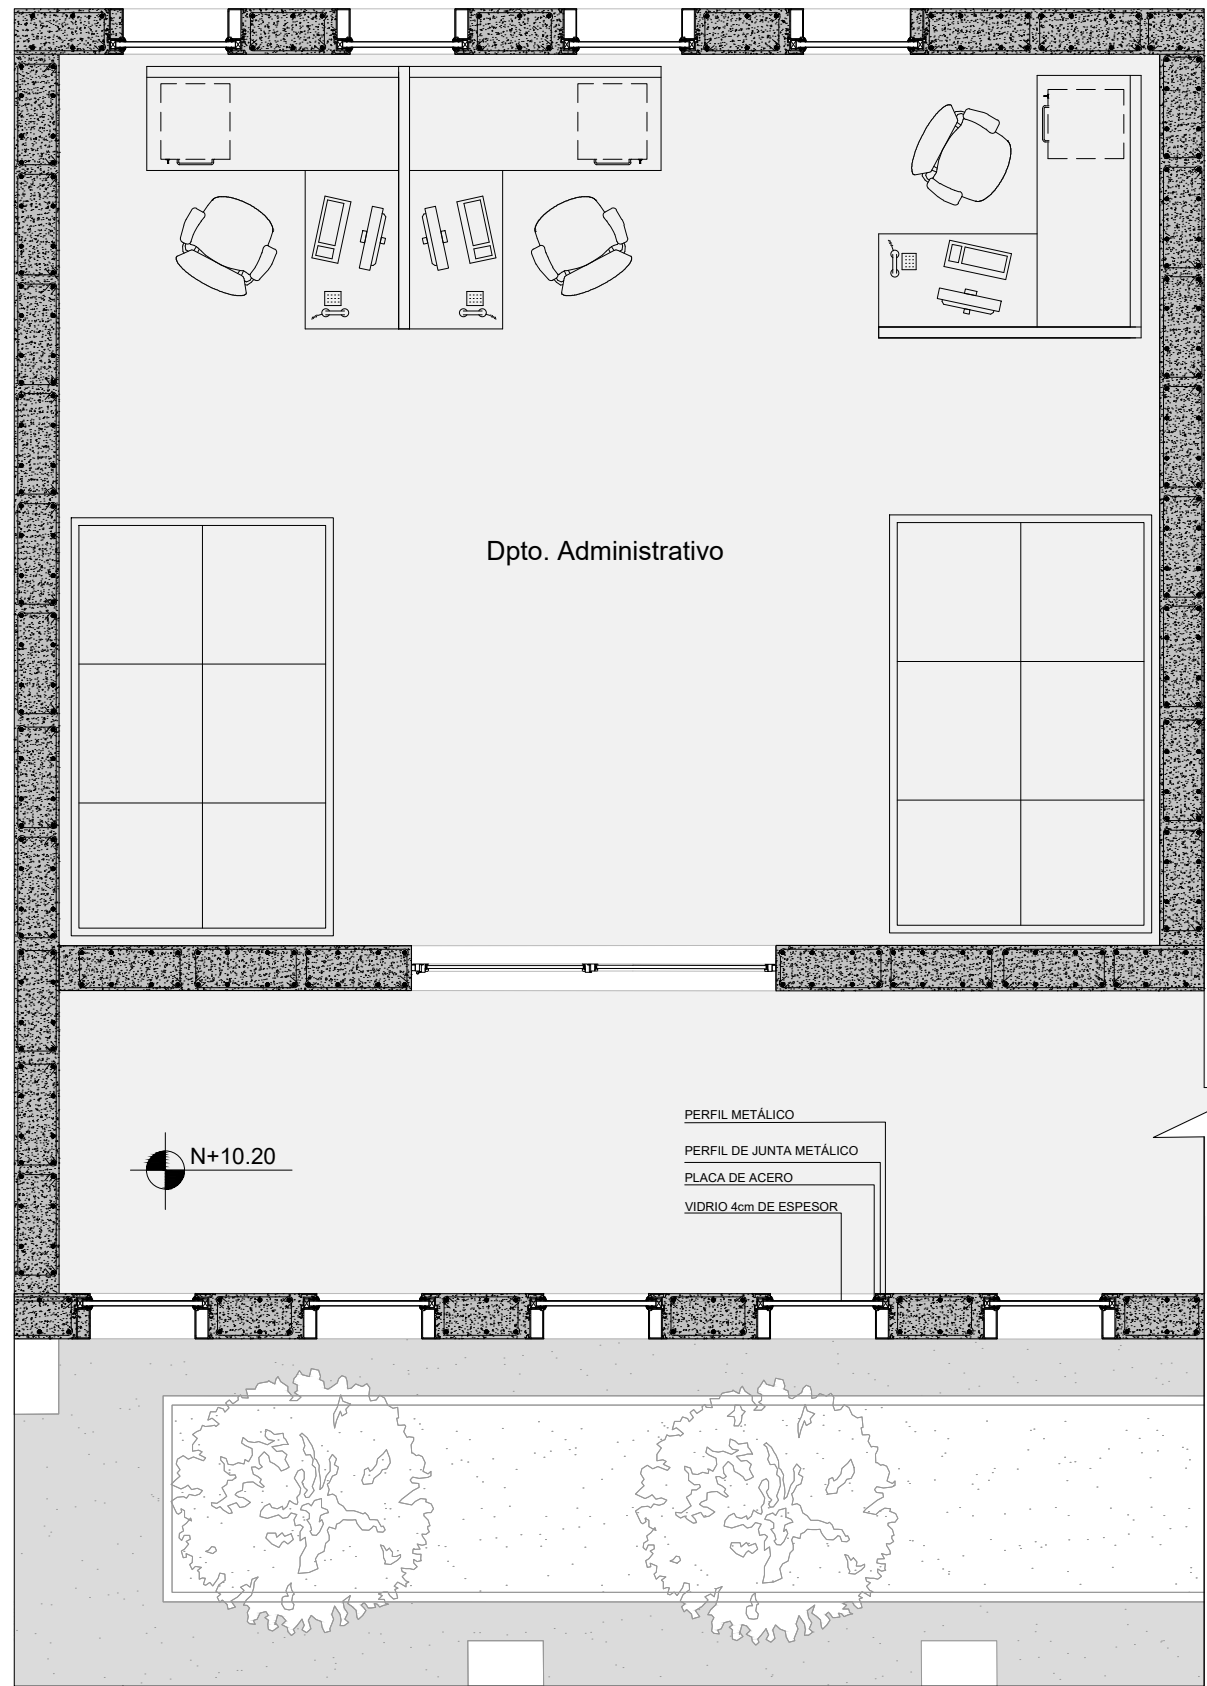 Dpto. Administrativo
N+10.20
PERFIL METÁLICO
PERFIL DE JUNTA METÁLICO
PLACA DE ACERO
VIDRIO 4cm DE ESPESOR